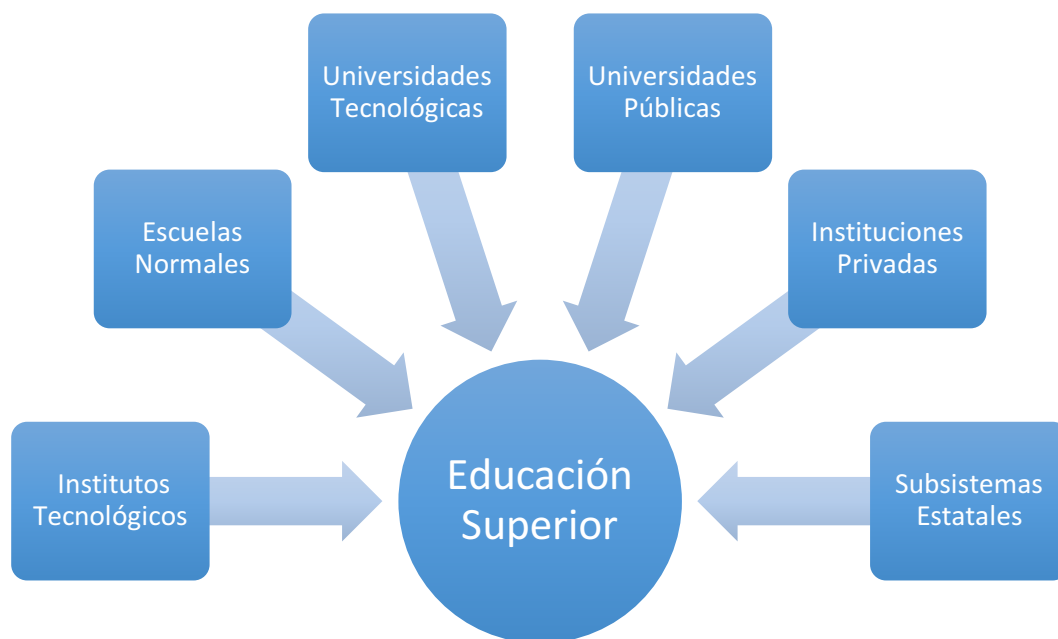 Universidades
Tecnológicas
Universidades
Públicas
Escuelas
Normales
Instituciones
Privadas
Institutos
Tecnológicos
Educación
Superior
Subsistemas
Estatales